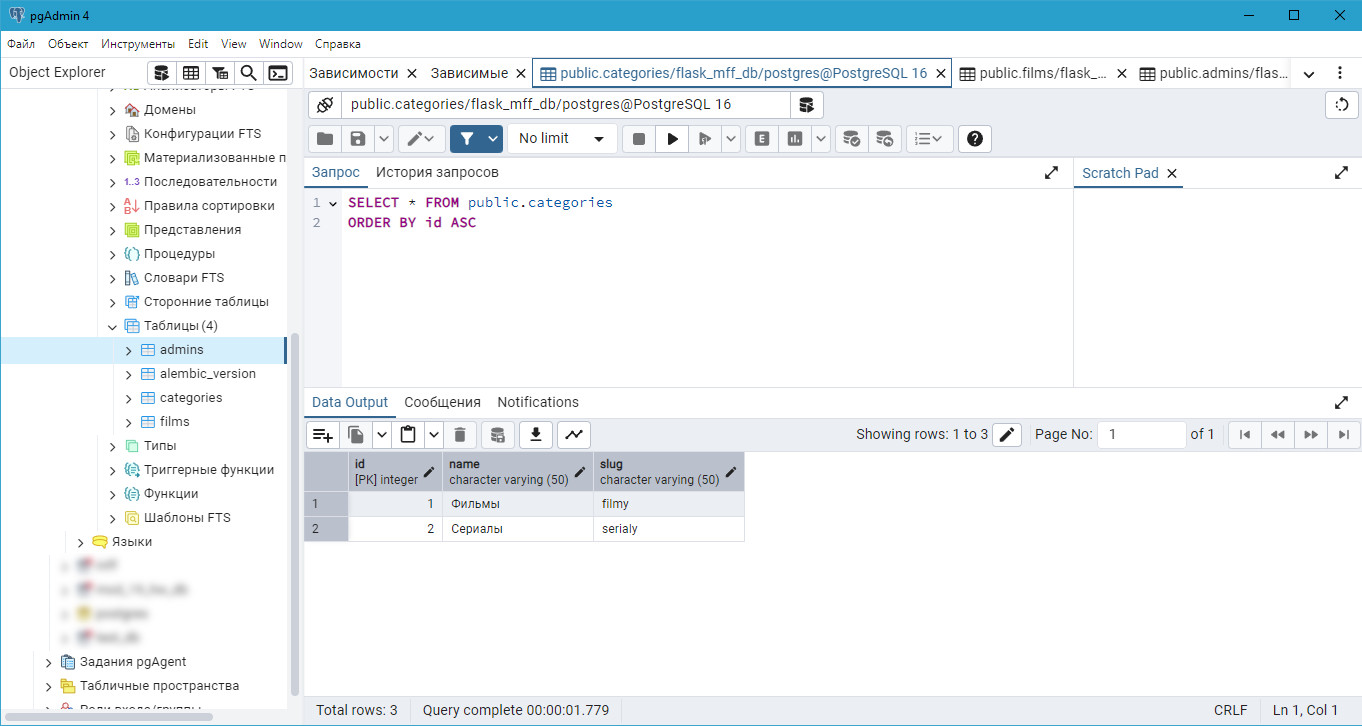 pgAdmin 4
Файл Объект Инструменты Edit View Window Справка
Object Explorer
Зависимости Зависимые public.categories/flask_mff_db/postgres@PostgreSQL 16 public.films/flask_... public.admins/flas...
public.categories/flask_mff_db/postgres@PostgreSQL 16
No limit
E
Запрос История запросов
Scratch Pad
1 SELECT * FROM public.categories
2 ORDER BY id ASC
Домены
Конфигурации FTS
Материализованные п
1..3 Последовательности
Правила сортировки
Представления
Процедуры
Словари FTS
Сторонние таблицы
Таблицы (4)
admins
alembic_version
categories
films
Типы
Триггерные функции
Функции
Шаблоны FTS
Языки
Задания pgAgent
Табличные пространства
Data Output Сообщения Notifications
Showing rows: 1 to 3 Page No: 1 of 1
id name slug
[PK] integer character varying (50) character varying (50)
1 1 Фильмы filmy
2 2 Сериалы serialy
Total rows: 3 Query complete 00:00:01.779 CRLF Ln 1, Col 1